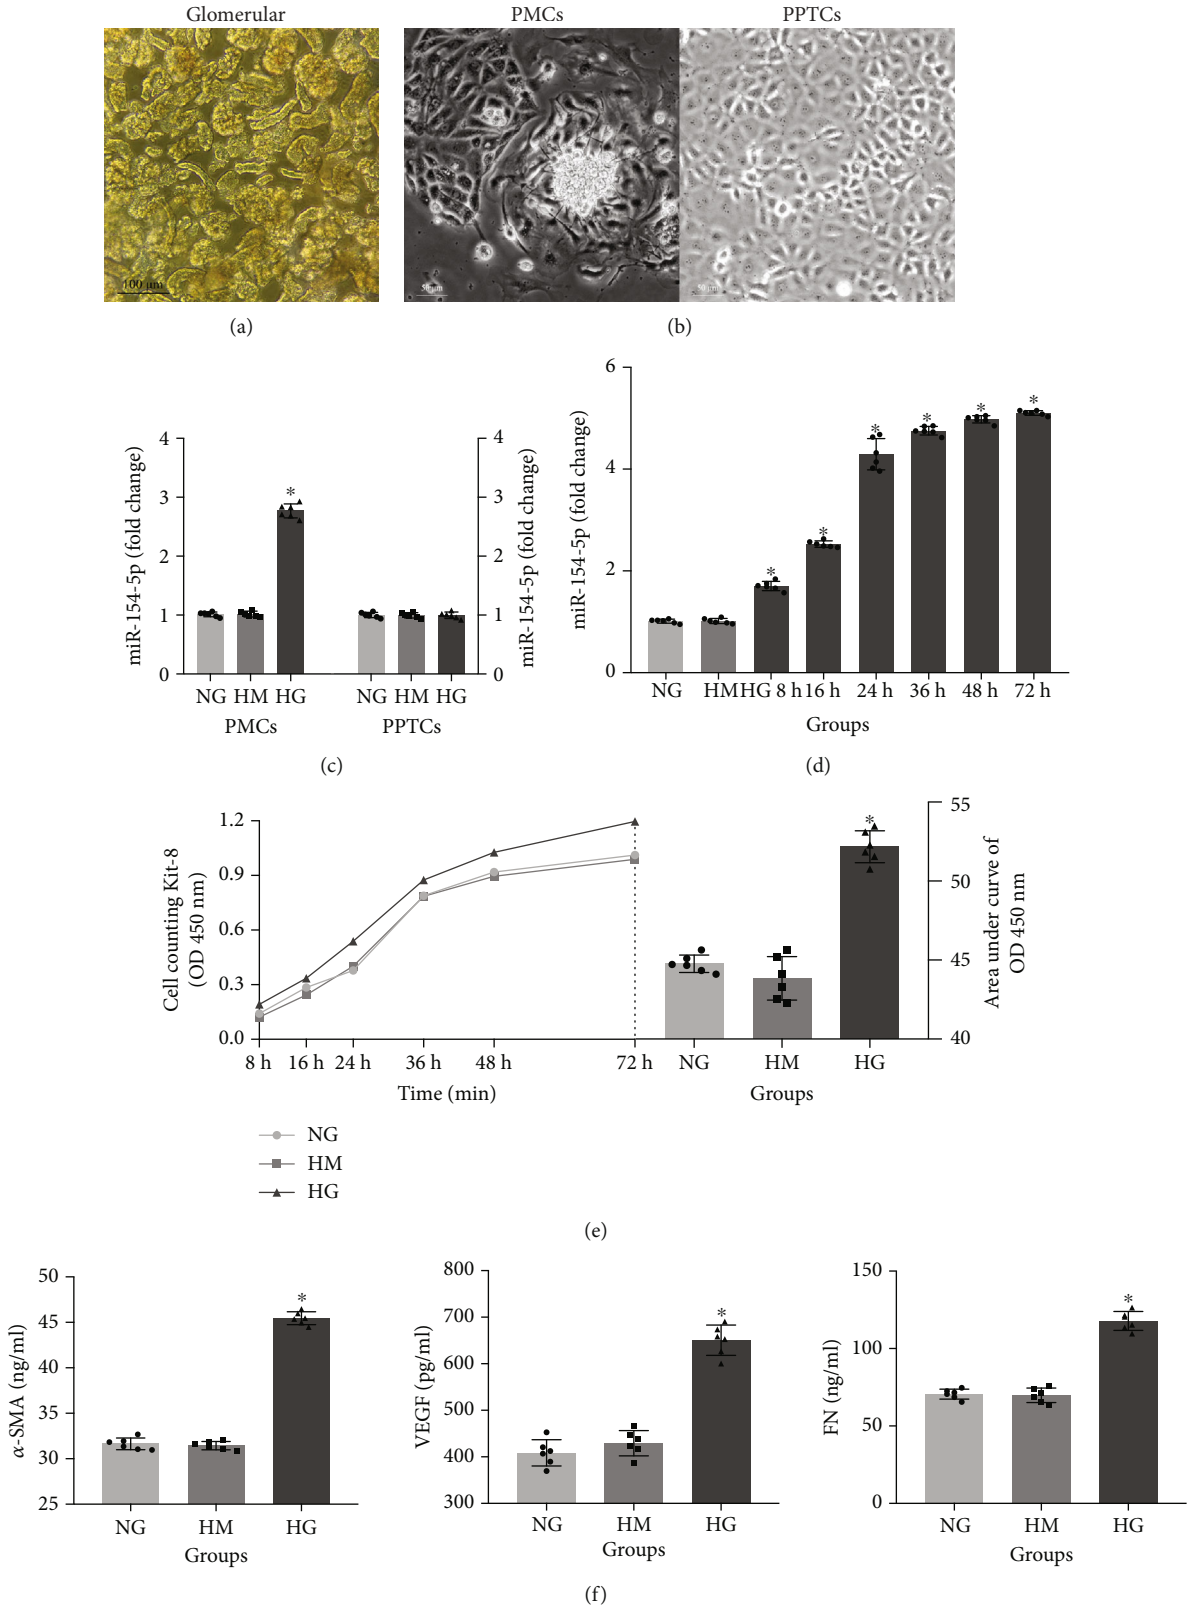 Glomerular
PMCs
PPTCs
100 μm
50 μm
50 μm
(a)
(b)
miR-154-5p (fold change)
4
3
2
1
0
*
NG HM HG
PMCs
NG HM HG
PPTCs
4
3
2
1
0
miR-154-5p (fold change)
(c)
miR-154-5p (fold change)
6
4
2
0
* * * * * *
NG HM HG 8 h 16 h 24 h 36 h 48 h 72 h
Groups
(d)
Cell counting Kit-8
(OD 450 nm)
1.2
0.9
0.6
0.3
0.0
8 h 16 h 24 h 36 h 48 h 72 h
Time (min)
NG
HM
HG
*
NG HM HG
Groups
55
50
45
40
Area under curve of
OD 450 nm
(e)
α-SMA (ng/ml)
50
45
40
35
30
25
*
NG HM HG
Groups
VEGF (pg/ml)
800
700
600
500
400
300
*
NG HM HG
Groups
FN (ng/ml)
150
100
50
0
*
NG HM HG
Groups
(f)